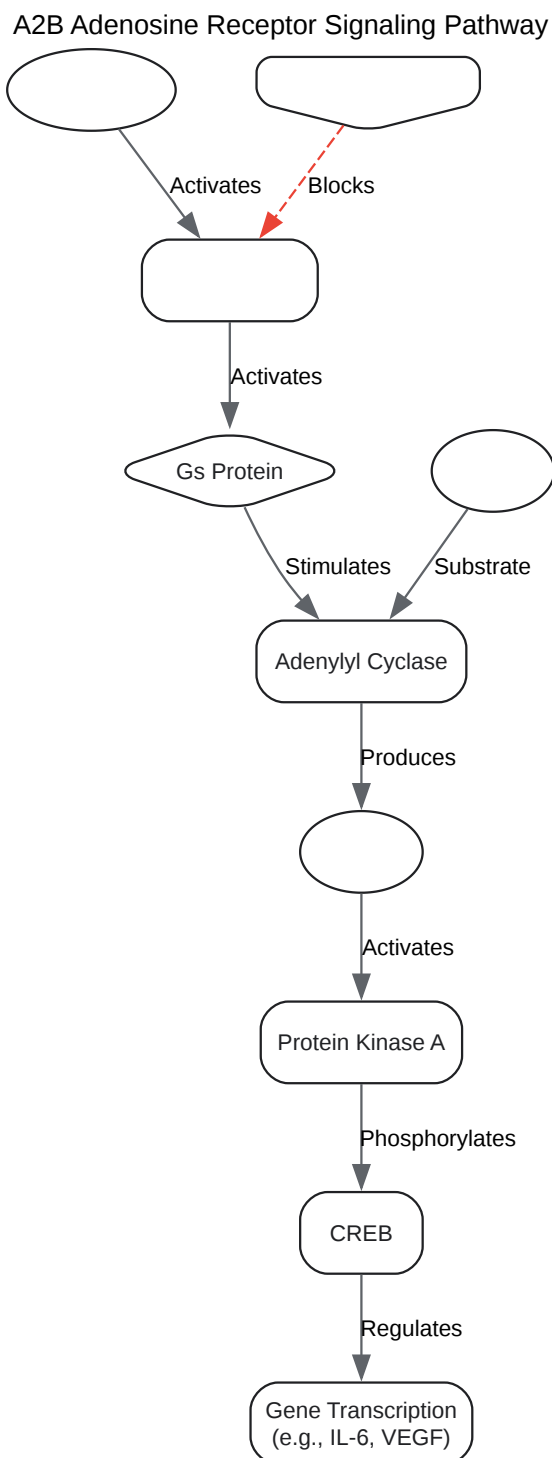 A2B Adenosine Receptor Signaling Pathway
Activates
Blocks
Activates
Gs Protein
Stimulates
Substrate
Adenylyl Cyclase
Produces
Activates
Protein Kinase A
Phosphorylates
CREB
Regulates
Gene Transcription
(e.g., IL-6, VEGF)